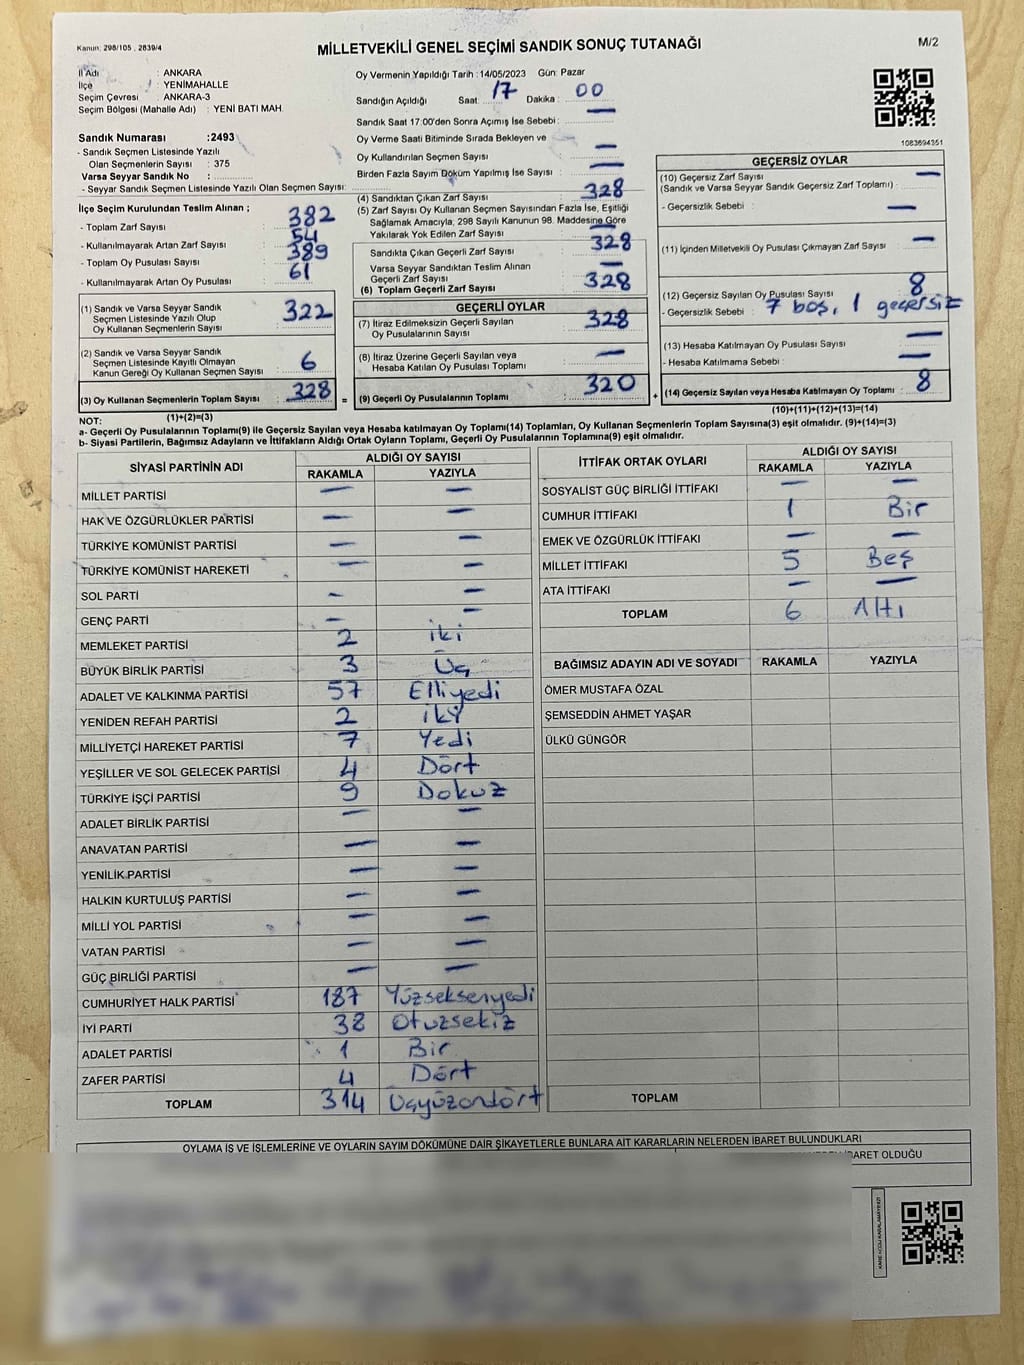 Kanun: 298/105 , 2839/4
MİLLETVEKİLİ GENEL SEÇİMİ SANDIK SONUÇ TUTANAĞI
M/2
İl Adı : ANKARA
İlçe : YENİMAHALLE
Seçim Çevresi : ANKARA-3
Seçim Bölgesi (Mahalle Adı) : YENİ BATI MAH.
Sandık Numarası :2493
- Sandık Seçmen Listesinde Yazılı
Olan Seçmenlerin Sayısı : 375
Varsa Seyyar Sandık No :
- Seyyar Sandık Seçmen Listesinde Yazılı Olan Seçmen Sayısı:
İlçe Seçim Kurulundan Teslim Alınan ;
- Toplam Zarf Sayısı : 382
- Kullanılmayarak Artan Zarf Sayısı : 54
- Toplam Oy Pusulası Sayısı : 389
- Kullanılmayarak Artan Oy Pusulası : 61
(1) Sandık ve Varsa Seyyar Sandık
Seçmen Listesinde Yazılı Olup
Oy Kullanan Seçmenlerin Sayısı : 322
(2) Sandık ve Varsa Seyyar Sandık
Seçmen Listesinde Kayıtlı Olmayan
Kanun Gereği Oy Kullanan Seçmen Sayısı : 6
(3) Oy Kullanan Seçmenlerin Toplam Sayısı : 328
(1)+(2)=(3)
Oy Vermenin Yapıldığı Tarih :14/05/2023 Gün: Pazar
Sandığın Açıldığı Saat: 17 Dakika : 00
Sandık Saat 17:00'den Sonra Açımış İse Sebebi : —
Oy Verme Saati Bitiminde Sırada Bekleyen ve
Oy Kullandırılan Seçmen Sayısı : —
Birden Fazla Sayım Döküm Yapılmış İse Sayısı : —
(4) Sandıktan Çıkan Zarf Sayısı : 328
(5) Zarf Sayısı Oy Kullanan Seçmen Sayısından Fazla İse, Eşitliği
Sağlamak Amacıyla, 298 Sayılı Kanunun 98. Maddesine Göre
Yakılarak Yok Edilen Zarf Sayısı : —
Sandıkta Çıkan Geçerli Zarf Sayısı : 328
Varsa Seyyar Sandıktan Teslim Alınan
Geçerli Zarf Sayısı : —
(6) Toplam Geçerli Zarf Sayısı : 328
GEÇERLİ OYLAR
(7) İtiraz Edilmeksizin Geçerli Sayılan
Oy Pusulalarının Sayısı : 328
(8) İtiraz Üzerine Geçerli Sayılan veya
Hesaba Katılan Oy Pusulası Toplamı : —
= (9) Geçerli Oy Pusulalarının Toplamı : 320 +
1083694351
GEÇERSİZ OYLAR
(10) Geçersiz Zarf Sayısı
(Sandık ve Varsa Seyyar Sandık Geçersiz Zarf Toplamı) : —
- Geçersizlik Sebebi : —
(11) İçinden Milletvekili Oy Pusulası Çıkmayan Zarf Sayısı : —
(12) Geçersiz Sayılan Oy Pusulası Sayısı : 8
- Geçersizlik Sebebi : 7 boş, 1 geçersiz
(13) Hesaba Katılmayan Oy Pusulası Sayısı : —
- Hesaba Katılmama Sebebi : —
(14) Geçersiz Sayılan veya Hesaba Katılmayan Oy Toplamı : 8
(10)+(11)+(12)+(13)=(14)
NOT:
a- Geçerli Oy Pusulalarının Toplamı(9) ile Geçersiz Sayılan veya Hesaba katılmayan Oy Toplamı(14) Toplamları, Oy Kullanan Seçmenlerin Toplam Sayısına(3) eşit olmalıdır. (9)+(14)=(3)
b- Siyasi Partilerin, Bağımsız Adayların ve İttifakların Aldığı Ortak Oyların Toplamı, Geçerli Oy Pusulalarının Toplamına(9) eşit olmalıdır.
SİYASİ PARTİNİN ADI ALDIĞI OY SAYISI
RAKAMLA YAZIYLA
MİLLET PARTİSİ — —
HAK VE ÖZGÜRLÜKLER PARTİSİ — —
TÜRKİYE KOMÜNİST PARTİSİ — —
TÜRKİYE KOMÜNİST HAREKETİ — —
SOL PARTİ — —
GENÇ PARTİ — —
MEMLEKET PARTİSİ 2 iki
BÜYÜK BİRLİK PARTİSİ 3 Üç
ADALET VE KALKINMA PARTİSİ 57 Elliyedi
YENİDEN REFAH PARTİSİ 2 iki
MİLLİYETÇİ HAREKET PARTİSİ 7 Yedi
YEŞİLLER VE SOL GELECEK PARTİSİ 4 Dört
TÜRKİYE İŞÇİ PARTİSİ 9 Dokuz
ADALET BİRLİK PARTİSİ — —
ANAVATAN PARTİSİ — —
YENİLİK PARTİSİ — —
HALKIN KURTULUŞ PARTİSİ — —
MİLLİ YOL PARTİSİ — —
VATAN PARTİSİ — —
GÜÇ BİRLİĞİ PARTİSİ — —
CUMHURİYET HALK PARTİSİ 187 Yüzseksenyedi
İYİ PARTİ 38 Otuzsekiz
ADALET PARTİSİ 1 Bir
ZAFER PARTİSİ 4 Dört
TOPLAM 314 Üçyüzondört
İTTİFAK ORTAK OYLARI ALDIĞI OY SAYISI
RAKAMLA YAZIYLA
SOSYALİST GÜÇ BİRLİĞİ İTTİFAKI — —
CUMHUR İTTİFAKI 1 Bir
EMEK VE ÖZGÜRLÜK İTTİFAKI — —
MİLLET İTTİFAKI 5 Beş
ATA İTTİFAKI — —
TOPLAM 6 Altı
BAĞIMSIZ ADAYIN ADI VE SOYADI RAKAMLA YAZIYLA
ÖMER MUSTAFA ÖZAL
ŞEMSEDDİN AHMET YAŞAR
ÜLKÜ GÜNGÖR
TOPLAM
OYLAMA İŞ VE İŞLEMLERİNE VE OYLARIN SAYIM DÖKÜMÜNE DAİR ŞİKAYETLERLE BUNLARA AİT KARARLARIN NELERDEN İBARET BULUNDUKLARI
İBARET OLDUĞU